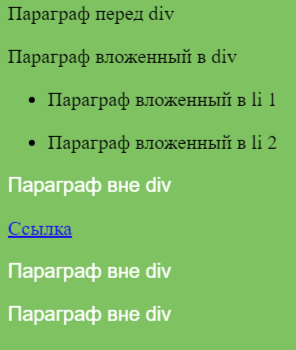 Параграф перед div
Параграф вложенный в div
Параграф вложенный в li 1
Параграф вложенный в li 2
Параграф вне div
Ссылка
Параграф вне div
Параграф вне div